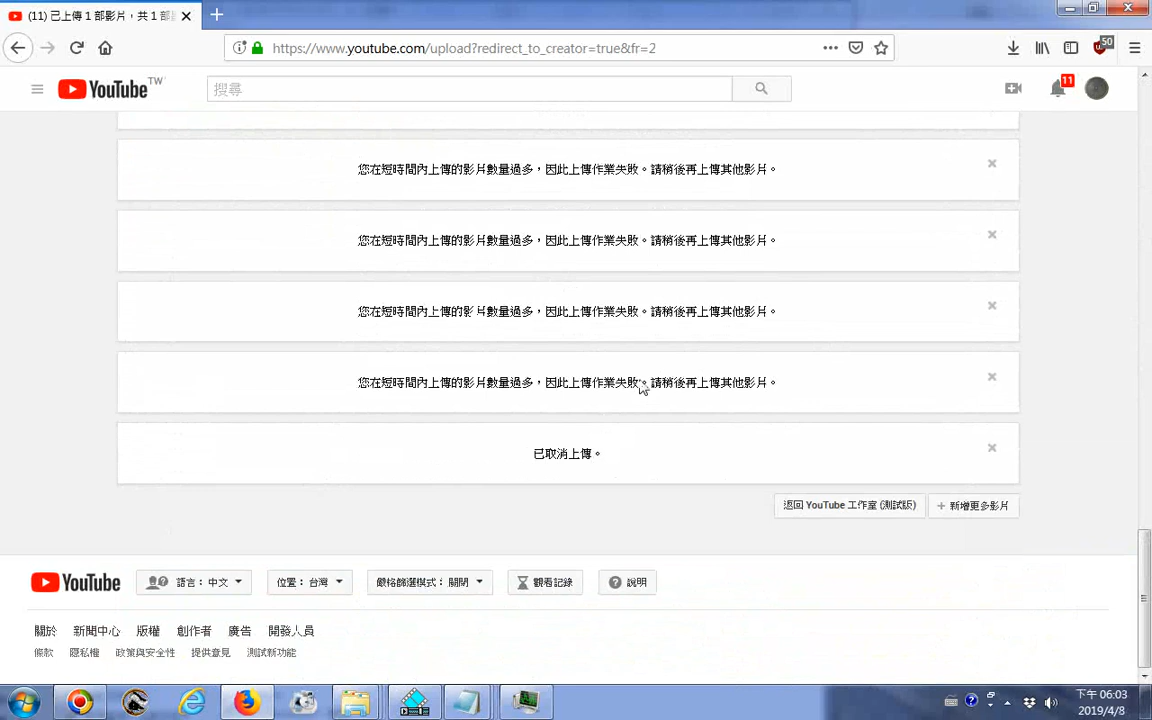 (11) 已上傳 1 部影片，共 1 部
https://www.youtube.com/upload?redirect_to_creator=true&fr=2
50
YouTube TW
搜尋
11
您在短時間內上傳的影片數量過多，因此上傳作業失敗。請稍後再上傳其他影片。
您在短時間內上傳的影片數量過多，因此上傳作業失敗。請稍後再上傳其他影片。
您在短時間內上傳的影片數量過多，因此上傳作業失敗。請稍後再上傳其他影片。
您在短時間內上傳的影片數量過多，因此上傳作業失敗。請稍後再上傳其他影片。
已取消上傳。
返回 YouTube 工作室 (測試版)
+ 新增更多影片
YouTube
語言：中文
位置：台灣
嚴格篩選模式：關閉
觀看記錄
說明
關於 新聞中心 版權 創作者 廣告 開發人員
條款 隱私權 政策與安全性 提供意見 測試新功能
下午 06:03
2019/4/8